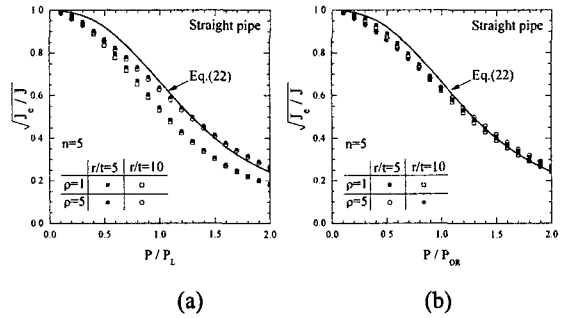 Straight pipe
Eq.(22)
n=5
r/t=5 r/t=10
ρ=1
ρ=5
√Je / J
1.0
0.8
0.6
0.4
0.2
0.0
0.0 0.5 1.0 1.5 2.0
P / PL
(a)
Straight pipe
Eq.(22)
n=5
r/t=5 r/t=10
ρ=1
ρ=5
√Je / J
1.0
0.8
0.6
0.4
0.2
0.0
0.0 0.5 1.0 1.5 2.0
P / POR
(b)